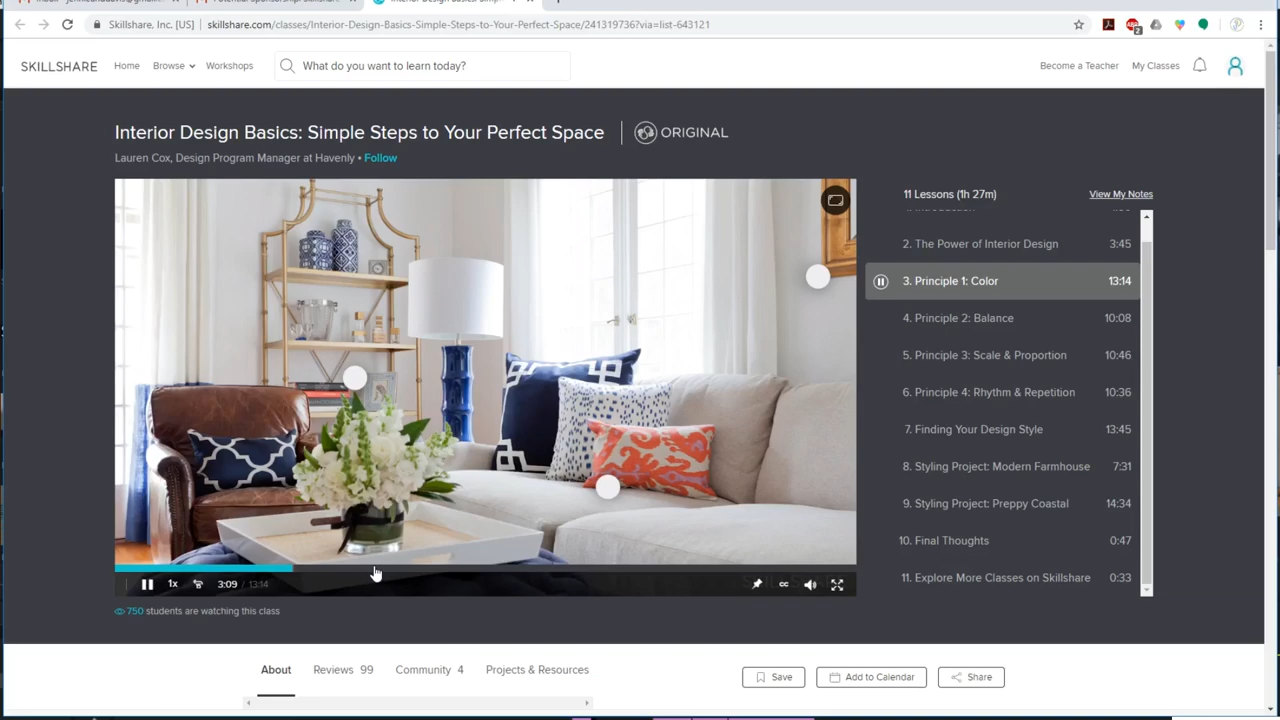 Skillshare, Inc. [US] | skillshare.com/classes/Interior-Design-Basics-Simple-Steps-to-Your-Perfect-Space/241319736?via=list-643121
2
SKILLSHARE Home Browse Workshops What do you want to learn today? Become a Teacher My Classes
Interior Design Basics: Simple Steps to Your Perfect Space | ORIGINAL
Lauren Cox, Design Program Manager at Havenly • Follow
11 Lessons (1h 27m) View My Notes
2. The Power of Interior Design 3:45
3. Principle 1: Color 13:14
4. Principle 2: Balance 10:08
5. Principle 3: Scale & Proportion 10:46
6. Principle 4: Rhythm & Repetition 10:36
7. Finding Your Design Style 13:45
8. Styling Project: Modern Farmhouse 7:31
9. Styling Project: Preppy Coastal 14:34
10. Final Thoughts 0:47
11. Explore More Classes on Skillshare 0:33
1x 3:09 / 13:14 CC
750 students are watching this class
About Reviews 99 Community 4 Projects & Resources Save Add to Calendar Share